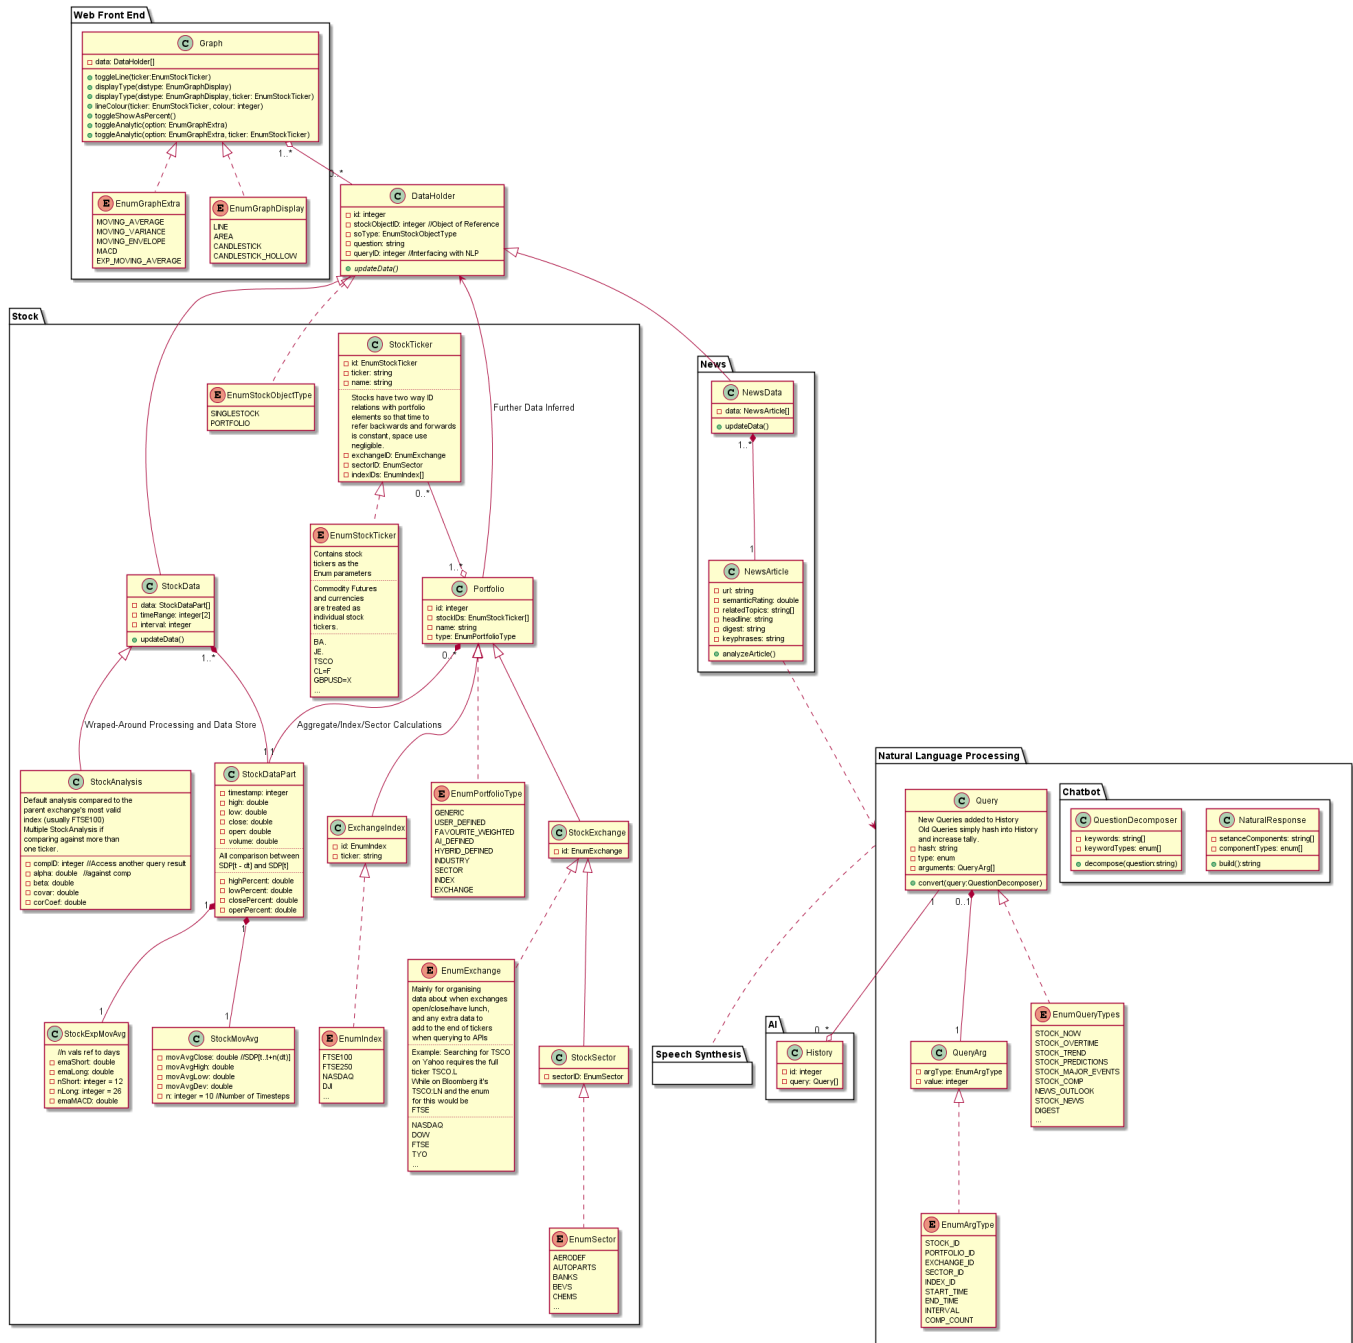 Web Front End
C Graph
data: DataHolder[]
toggleLine(ticker:EnumStockTicker)
displayType(distype: EnumGraphDisplay)
displayType(distype: EnumGraphDisplay, ticker: EnumStockTicker)
lineColour(ticker: EnumStockTicker, colour: integer)
toggleShowAsPercent()
toggleAnalytic(option: EnumGraphExtra)
toggleAnalytic(option: EnumGraphExtra, ticker: EnumStockTicker)
1..*
0..*
E EnumGraphExtra
MOVING_AVERAGE
MOVING_VARIANCE
MOVING_ENVELOPE
MACD
EXP_MOVING_AVERAGE
E EnumGraphDisplay
LINE
AREA
CANDLESTICK
CANDLESTICK_HOLLOW
C DataHolder
id: integer
stockObjectID: integer //Object of Reference
soType: EnumStockObjectType
question: string
queryID: integer //Interfacing with NLP
updateData()
Stock
C StockTicker
id: EnumStockTicker
ticker: string
name: string
Stocks have two way ID
relations with portfolio
elements so that time to
refer backwards and forwards
is constant, space use
negligible.
exchangeID: EnumExchange
sectorID: EnumSector
indexIDs: EnumIndex[]
0..*
E EnumStockObjectType
SINGLESTOCK
PORTFOLIO
Further Data Inferred
News
C NewsData
data: NewsArticle[]
updateData()
1..*
1
E EnumStockTicker
Contains stock
tickers as the
Enum parameters
Commodity Futures
and currencies
are treated as
individual stock
tickers.
BA.
JE.
TSCO
CL=F
GBPUSD=X
...
1..*
C Portfolio
id: integer
stockIDs: EnumStockTicker[]
name: string
type: EnumPortfolioType
0..*
C NewsArticle
url: string
semanticRating: double
relatedTopics: string[]
headline: string
digest: string
keyphrases: string
analyzeArticle()
C StockData
data: StockDataPart[]
timeRange: integer[2]
interval: integer
updateData()
1..*
Wraped-Around Processing and Data Store
Aggregate/Index/Sector Calculations
1
1
C StockAnalysis
Default analysis compared to the
parent exchange's most valid
index (usually FTSE100)
Multiple StockAnalysis if
comparing against more than
one ticker.
compID: integer //Access another query result
alpha: double //against comp
beta: double
covar: double
corCoef: double
C StockDataPart
timestamp: integer
high: double
low: double
close: double
open: double
volume: double
All comparison between
SDP[t - dt] and SDP[t]
highPercent: double
lowPercent: double
closePercent: double
openPercent: double
1
1
C ExchangeIndex
id: EnumIndex
ticker: string
E EnumPortfolioType
GENERIC
USER_DEFINED
FAVOURITE_WEIGHTED
AI_DEFINED
HYBRID_DEFINED
INDUSTRY
SECTOR
INDEX
EXCHANGE
C StockExchange
id: EnumExchange
Natural Language Processing
C Query
New Queries added to History
Old Queries simply hash into History
and increase tally.
hash: string
type: enum
arguments: QueryArg[]
convert(query:QuestionDecomposer)
1
0..1
Chatbot
C QuestionDecomposer
keywords: string[]
keywordTypes: enum[]
decompose(question:string)
C NaturalResponse
setanceComponents: string[]
componentTypes: enum[]
build():string
1
C StockExpMovAvg
//n vals ref to days
emaShort: double
emaLong: double
nShort: integer = 12
nLong: integer = 26
emaMACD: double
1
C StockMovAvg
movAvgClose: double //SDP[t..t+n(dt)]
movAvgHigh: double
movAvgLow: double
movAvgDev: double
n: integer = 10 //Number of Timesteps
E EnumIndex
FTSE100
FTSE250
NASDAQ
DJI
...
E EnumExchange
Mainly for organising
data about when exchanges
open/close/have lunch,
and any extra data to
add to the end of tickers
when querying to APIs
Example: Searching for TSCO
on Yahoo requires the full
ticker TSCO.L
While on Bloomberg it's
TSCO:LN and the enum
for this would be
FTSE
NASDAQ
DOW
FTSE
TYO
...
C StockSector
sectorID: EnumSector
Speech Synthesis
AI
0..*
C History
id: integer
query: Query[]
1
C QueryArg
argType: EnumArgType
value: integer
E EnumQueryTypes
STOCK_NOW
STOCK_OVERTIME
STOCK_TREND
STOCK_PREDICTIONS
STOCK_MAJOR_EVENTS
STOCK_COMP
NEWS_OUTLOOK
STOCK_NEWS
DIGEST
...
E EnumSector
AERODEF
AUTOPARTS
BANKS
BEVS
CHEMS
...
E EnumArgType
STOCK_ID
PORTFOLIO_ID
EXCHANGE_ID
SECTOR_ID
INDEX_ID
START_TIME
END_TIME
INTERVAL
COMP_COUNT